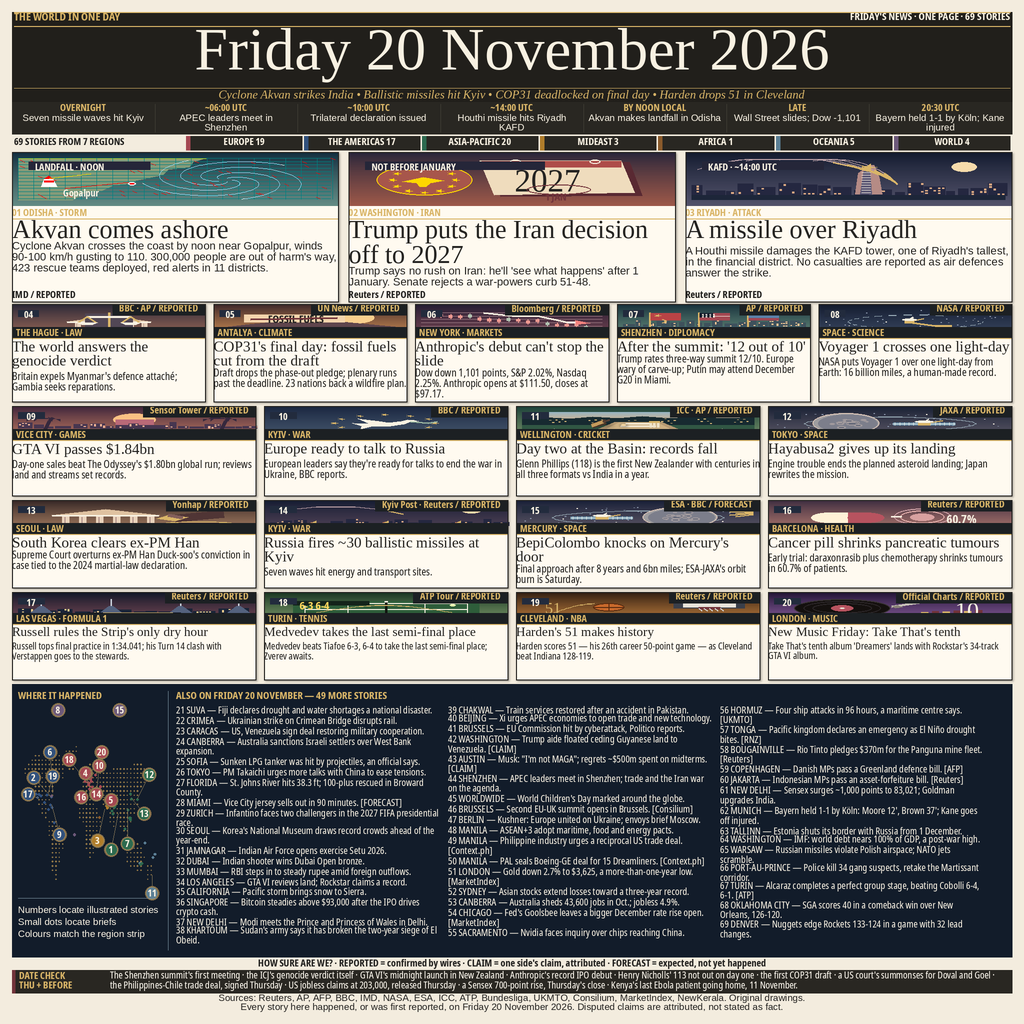 THE WORLD IN ONE DAY
FRIDAY'S NEWS · ONE PAGE · 69 STORIES
Friday 20 November 2026
Cyclone Akvan strikes India • Ballistic missiles hit Kyiv • COP31 deadlocked on final day • Harden drops 51 in Cleveland
OVERNIGHT
Seven missile waves hit Kyiv
~06:00 UTC
APEC leaders meet in
Shenzhen
~10:00 UTC
Trilateral declaration issued
~14:00 UTC
Houthi missile hits Riyadh
KAFD
BY NOON LOCAL
Akvan makes landfall in Odisha
LATE
Wall Street slides; Dow -1,101
20:30 UTC
Bayern held 1-1 by Köln; Kane
injured
69 STORIES FROM 7 REGIONS
EUROPE 19
THE AMERICAS 17
ASIA-PACIFIC 20
MIDEAST 3
AFRICA 1
OCEANIA 5
WORLD 4
LANDFALL · NOON
Gopalpur
01 ODISHA · STORM
Akvan comes ashore
Cyclone Akvan crosses the coast by noon near Gopalpur, winds
90-100 km/h gusting to 110. 300,000 people are out of harm's way,
423 rescue teams deployed, red alerts in 11 districts.
IMD / REPORTED
NOT BEFORE JANUARY
2027
02 WASHINGTON · IRAN
Trump puts the Iran decision
off to 2027
Trump says no rush on Iran: he'll 'see what happens' after 1
January. Senate rejects a war-powers curb 51-48.
Reuters / REPORTED
KAFD · ~14:00 UTC
03 RIYADH · ATTACK
A missile over Riyadh
A Houthi missile damages the KAFD tower, one of Riyadh's tallest,
in the financial district. No casualties are reported as air defences
answer the strike.
Reuters / REPORTED
04
BBC · AP / REPORTED
THE HAGUE · LAW
The world answers the
genocide verdict
Britain expels Myanmar's defence attaché;
Gambia seeks reparations.
05
UN News / REPORTED
FOSSIL FUELS
ANTALYA · CLIMATE
COP31's final day: fossil fuels
cut from the draft
Draft drops the phase-out pledge; plenary runs
past the deadline. 23 nations back a wildfire plan.
06
Bloomberg / REPORTED
NEW YORK · MARKETS
Anthropic's debut can't stop the
slide
Dow down 1,101 points, S&P 2.02%, Nasdaq
2.25%. Anthropic opens at $111.50, closes at
$97.17.
07
AP / REPORTED
SHENZHEN · DIPLOMACY
After the summit: '12 out of 10'
Trump rates three-way summit 12/10. Europe
wary of carve-up; Putin may attend December
G20 in Miami.
08
NASA / REPORTED
SPACE · SCIENCE
Voyager 1 crosses one light-day
NASA puts Voyager 1 over one light-day from
Earth: 16 billion miles, a human-made record.
09
Sensor Tower / REPORTED
VICE CITY · GAMES
GTA VI passes $1.84bn
Day-one sales beat The Odyssey's $1.80bn global run; reviews
land and streams set records.
10
BBC / REPORTED
KYIV · WAR
Europe ready to talk to Russia
European leaders say they're ready for talks to end the war in
Ukraine, BBC reports.
11
ICC · AP / REPORTED
WELLINGTON · CRICKET
Day two at the Basin: records fall
Glenn Phillips (118) is the first New Zealander with centuries in
all three formats vs India in a year.
12
JAXA / REPORTED
TOKYO · SPACE
Hayabusa2 gives up its landing
Engine trouble ends the planned asteroid landing; Japan
rewrites the mission.
13
Yonhap / REPORTED
SEOUL · LAW
South Korea clears ex-PM Han
Supreme Court overturns ex-PM Han Duck-soo's conviction in
case tied to the 2024 martial-law declaration.
14
Kyiv Post · Reuters / REPORTED
KYIV · WAR
Russia fires ~30 ballistic missiles at
Kyiv
Seven waves hit energy and transport sites.
15
ESA · BBC / FORECAST
MERCURY · SPACE
BepiColombo knocks on Mercury's
door
Final approach after 8 years and 6bn miles; ESA-JAXA's orbit
burn is Saturday.
16
Reuters / REPORTED
60.7%
BARCELONA · HEALTH
Cancer pill shrinks pancreatic tumours
Early trial: daraxonrasib plus chemotherapy shrinks tumours
in 60.7% of patients.
17
Reuters / REPORTED
LAS VEGAS · FORMULA 1
Russell rules the Strip's only dry hour
Russell tops final practice in 1:34.041; his Turn 14 clash with
Verstappen goes to the stewards.
18
6-3 6-4
ATP Tour / REPORTED
TURIN · TENNIS
Medvedev takes the last semi-final place
Medvedev beats Tiafoe 6-3, 6-4 to take the last semi-final place;
Zverev awaits.
19
51
Reuters / REPORTED
CLEVELAND · NBA
Harden's 51 makes history
Harden scores 51 — his 26th career 50-point game — as Cleveland
beat Indiana 128-119.
20
Official Charts / REPORTED
10
LONDON · MUSIC
New Music Friday: Take That's tenth
Take That's tenth album 'Dreamers' lands with Rockstar's 34-track
GTA VI album.
WHERE IT HAPPENED
8
15
6
18
20
10
2
19
4
12
17
16
14
5
13
9
3
1
7
11
Numbers locate illustrated stories
Small dots locate briefs
Colours match the region strip
ALSO ON FRIDAY 20 NOVEMBER — 49 MORE STORIES
21 SUVA — Fiji declares drought and water shortages a national disaster.
22 CRIMEA — Ukrainian strike on Crimean Bridge disrupts rail.
23 CARACAS — US, Venezuela sign deal restoring military cooperation.
24 CANBERRA — Australia sanctions Israeli settlers over West Bank
expansion.
25 SOFIA — Sunken LPG tanker was hit by projectiles, an official says.
26 TOKYO — PM Takaichi urges more talks with China to ease tensions.
27 FLORIDA — St. Johns River hits 38.3 ft; 100-plus rescued in Broward
County.
28 MIAMI — Vice City jersey sells out in 90 minutes. [FORECAST]
29 ZURICH — Infantino faces two challengers in the 2027 FIFA presidential
race.
30 SEOUL — Korea's National Museum draws record crowds ahead of the
year-end.
31 JAMNAGAR — Indian Air Force opens exercise Setu 2026.
32 DUBAI — Indian shooter wins Dubai Open bronze.
33 MUMBAI — RBI steps in to steady rupee amid foreign outflows.
34 LOS ANGELES — GTA VI reviews land; Rockstar claims a record.
35 CALIFORNIA — Pacific storm brings snow to Sierra.
36 SINGAPORE — Bitcoin steadies above $93,000 after the IPO drives
crypto cash.
37 NEW DELHI — Modi meets the Prince and Princess of Wales in Delhi.
38 KHARTOUM — Sudan's army says it has broken the two-year siege of El
Obeid.
39 CHAKWAL — Train services restored after an accident in Pakistan.
40 BEIJING — Xi urges APEC economies to open trade and new technology.
41 BRUSSELS — EU Commission hit by cyberattack, Politico reports.
42 WASHINGTON — Trump aide floated ceding Guyanese land to
Venezuela. [CLAIM]
43 AUSTIN — Musk: "I'm not MAGA"; regrets ~$500m spent on midterms.
[CLAIM]
44 SHENZHEN — APEC leaders meet in Shenzhen; trade and the Iran war
on the agenda.
45 WORLDWIDE — World Children's Day marked around the globe.
46 BRUSSELS — Second EU-UK summit opens in Brussels. [Consilium]
47 BERLIN — Kushner: Europe united on Ukraine; envoys brief Moscow.
48 MANILA — ASEAN+3 adopt maritime, food and energy pacts.
49 MANILA — Philippine industry urges a reciprocal US trade deal.
[Context.ph]
50 MANILA — PAL seals Boeing-GE deal for 15 Dreamliners. [Context.ph]
51 LONDON — Gold down 2.7% to $3,625, a more-than-one-year low.
[MarketIndex]
52 SYDNEY — Asian stocks extend losses toward a three-year record.
53 CANBERRA — Australia sheds 43,600 jobs in Oct.; jobless 4.9%.
54 CHICAGO — Fed's Goolsbee leaves a bigger December rate rise open.
[MarketIndex]
55 SACRAMENTO — Nvidia faces inquiry over chips reaching China.
56 HORMUZ — Four ship attacks in 96 hours, a maritime centre says.
[UKMTO]
57 TONGA — Pacific kingdom declares an emergency as El Niño drought
bites. [RNZ]
58 BOUGAINVILLE — Rio Tinto pledges $370m for the Panguna mine fleet.
[Reuters]
59 COPENHAGEN — Danish MPs pass a Greenland defence bill. [AFP]
60 JAKARTA — Indonesian MPs pass an asset-forfeiture bill. [Reuters]
61 NEW DELHI — Sensex surges ~1,000 points to 83,021; Goldman
upgrades India.
62 MUNICH — Bayern held 1-1 by Köln: Moore 12', Brown 37'; Kane goes
off injured.
63 TALLINN — Estonia shuts its border with Russia from 1 December.
64 WASHINGTON — IMF: world debt nears 100% of GDP, a post-war high.
65 WARSAW — Russian missiles violate Polish airspace; NATO jets
scramble.
66 PORT-AU-PRINCE — Police kill 34 gang suspects, retake the Martissant
corridor.
67 TURIN — Alcaraz completes a perfect group stage, beating Cobolli 6-4,
6-1. [ATP]
68 OKLAHOMA CITY — SGA scores 40 in a comeback win over New
Orleans, 126-120.
69 DENVER — Nuggets edge Rockets 133-124 in a game with 32 lead
changes.
HOW SURE ARE WE? · REPORTED = confirmed by wires · CLAIM = one side's claim, attributed · FORECAST = expected, not yet happened
DATE CHECK
THU + BEFORE
The Shenzhen summit's first meeting · the ICJ's genocide verdict itself · GTA VI's midnight launch in New Zealand · Anthropic's record IPO debut · Henry Nicholls' 113 not out on day one · the first COP31 draft · a US court's summonses for Doval and Goel ·
the Philippines-Chile trade deal, signed Thursday · US jobless claims at 203,000, released Thursday · a Sensex 700-point rise, Thursday's close · Kenya's last Ebola patient going home, 11 November.
Sources: Reuters, AP, AFP, BBC, IMD, NASA, ESA, ICC, ATP, Bundesliga, UKMTO, Consilium, MarketIndex, NewKerala. Original drawings.
Every story here happened, or was first reported, on Friday 20 November 2026. Disputed claims are attributed, not stated as fact.